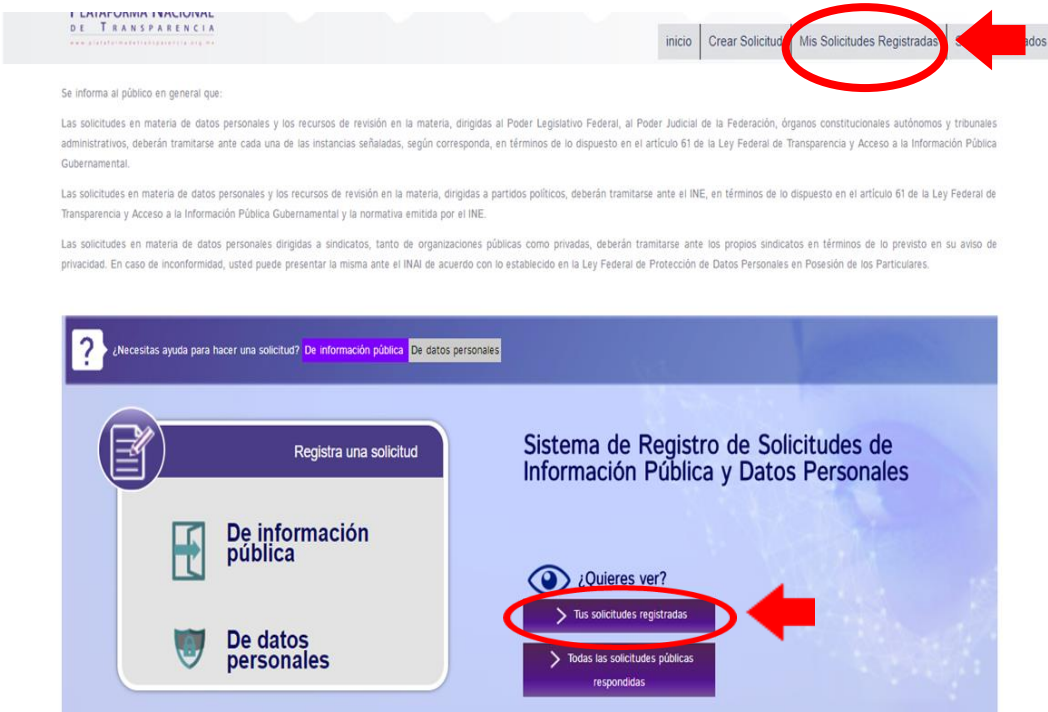 PLATAFORMA NACIONAL
DE TRANSPARENCIA
www.plataformadetransparencia.org.mx
inicio Crear Solicitud Mis Solicitudes Registradas
Se informa al público en general que:
Las solicitudes en materia de datos personales y los recursos de revisión en la materia, dirigidas al Poder Legislativo Federal, al Poder Judicial de la Federación, órganos constitucionales autónomos y tribunales
administrativos, deberán tramitarse ante cada una de las instancias señaladas, según corresponda, en términos de lo dispuesto en el artículo 61 de la Ley Federal de Transparencia y Acceso a la Información Pública
Gubernamental.
Las solicitudes en materia de datos personales y los recursos de revisión en la materia, dirigidas a partidos políticos, deberán tramitarse ante el INE, en términos de lo dispuesto en el artículo 61 de la Ley Federal de
Transparencia y Acceso a la Información Pública Gubernamental y la normativa emitida por el INE.
Las solicitudes en materia de datos personales dirigidas a sindicatos, tanto de organizaciones públicas como privadas, deberán tramitarse ante los propios sindicatos en términos de lo previsto en su aviso de
privacidad. En caso de inconformidad, usted puede presentar la misma ante el INAI de acuerdo con lo establecido en la Ley Federal de Protección de Datos Personales en Posesión de los Particulares.
¿Necesitas ayuda para hacer una solicitud? De información pública De datos personales
Registra una solicitud
De información
pública
De datos
personales
Sistema de Registro de Solicitudes de
Información Pública y Datos Personales
¿Quieres ver?
Tus solicitudes registradas
Todas las solicitudes públicas
respondidas